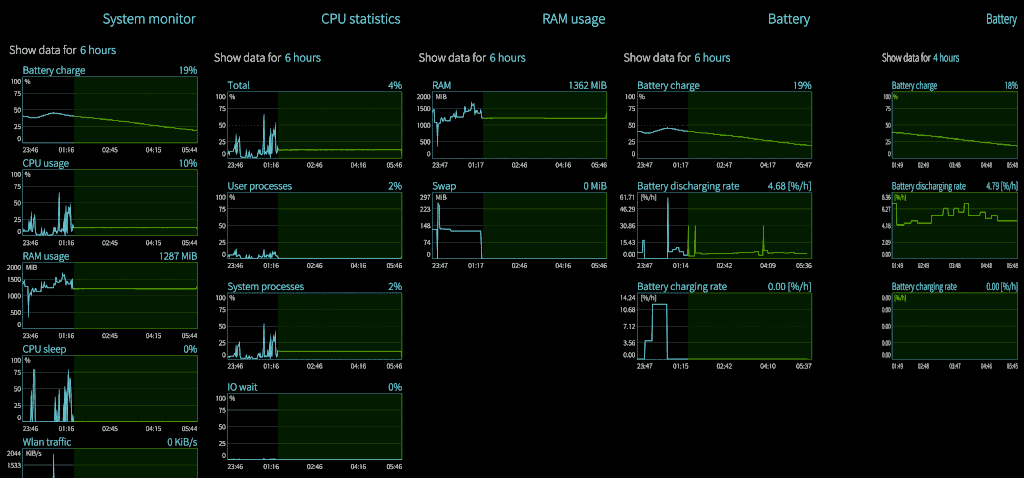 System monitor
Show data for 6 hours
Battery charge 19%
100 %
75
50
25
0
23:47 01:16 02:45 04:15 05:44
CPU usage 10%
100 %
75
50
25
0
23:46 01:16 02:45 04:15 05:44
RAM usage 1287 MiB
2000 MiB
1500
1000
500
0
23:46 01:16 02:45 04:15 05:44
CPU sleep 0%
100 %
75
50
25
0
23:46 01:16 02:45 04:15 05:44
Wlan traffic 0 KiB/s
2044 KiB/s
1533
CPU statistics
Show data for 6 hours
Total 4%
100 %
75
50
25
0
23:46 01:16 02:46 04:16 05:46
User processes 2%
100 %
75
50
25
0
23:46 01:16 02:46 04:16 05:46
System processes 2%
100 %
75
50
25
0
23:46 01:16 02:46 04:16 05:46
IO wait 0%
100 %
75
50
25
0
23:46 01:16 02:46 04:16 05:46
RAM usage
Show data for 6 hours
RAM 1362 MiB
2000 MiB
1500
1000
500
0
23:47 01:17 02:46 04:16 05:46
Swap 0 MiB
297 MiB
223
148
74
0
23:47 01:17 02:46 04:16 05:46
Battery
Show data for 6 hours
Battery charge 19%
100 %
75
50
25
0
23:47 01:17 02:47 04:17 05:46
Battery discharging rate 4.68 [%/h]
61.71 [%/h]
46.29
30.86
15.43
0.00
23:47 01:14 02:42 04:09 05:36
Battery charging rate 0.00 [%/h]
14.24 [%/h]
10.68
7.12
3.56
0.00
23:47 01:15 02:42 04:10 05:37
Battery
Show data for 4 hours
Battery charge 18%
100 %
75
50
25
0
01:49 02:48 03:48 04:48 05:48
Battery discharging rate 4.79 [%/h]
8.36 [%/h]
6.27
4.18
2.09
0.00
01:49 02:49 03:48 04:48 05:48
Battery charging rate 0.00 [%/h]
0.00 [%/h]
0.00
0.00
0.00
0.00
01:49 02:48 03:47 04:46 05:45